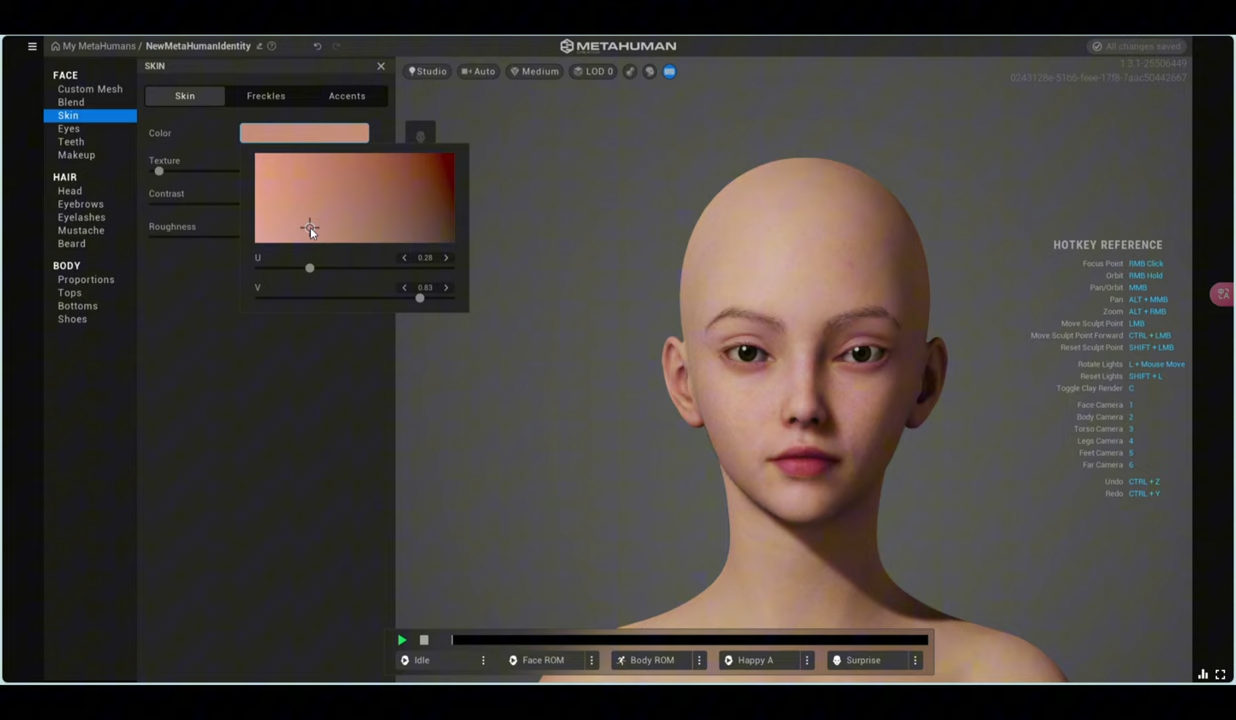 My MetaHumans / NewMetaHumanIdentity
METAHUMAN
All changes saved
FACE
Custom Mesh
Blend
Skin
Eyes
Teeth
Makeup
HAIR
Head
Eyebrows
Eyelashes
Mustache
Beard
BODY
Proportions
Tops
Bottoms
Shoes
SKIN
Skin Freckles Accents
Color
Texture
Contrast
Roughness
U 0.28
V 0.83
Studio Auto Medium LOD 0
1.3.1-25506449
HOTKEY REFERENCE
Focus Point RMB Click
Orbit RMB Hold
Pan/Orbit MMB
Pan ALT + MMB
Zoom ALT + RMB
Move Sculpt Point LMB
Move Sculpt Point Forward CTRL + LMB
Reset Sculpt Point SHIFT + LMB
Rotate Lights L + Mouse Move
Reset Lights SHIFT + L
Toggle Clay Render C
Face Camera 1
Body Camera 2
Torso Camera 3
Legs Camera 4
Feet Camera 5
Far Camera 6
Undo CTRL + Z
Redo CTRL + Y
Idle Face ROM Body ROM Happy A Surprise